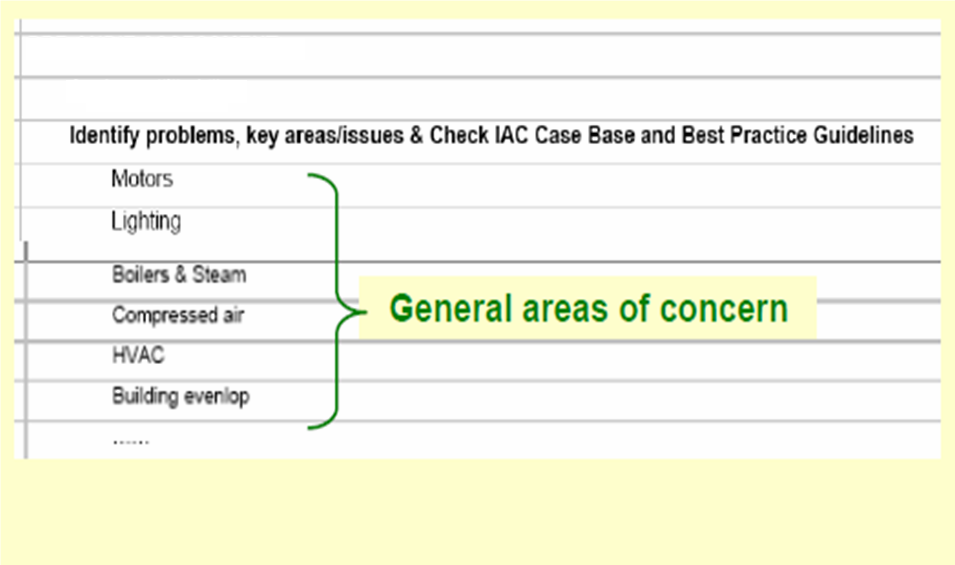 Identify problems, key areas/issues & Check IAC Case Base and Best Practice Guidelines
Motors
Lighting
Boilers & Steam
General areas of concern
Compressed air
HVAC
Building evenlop
......